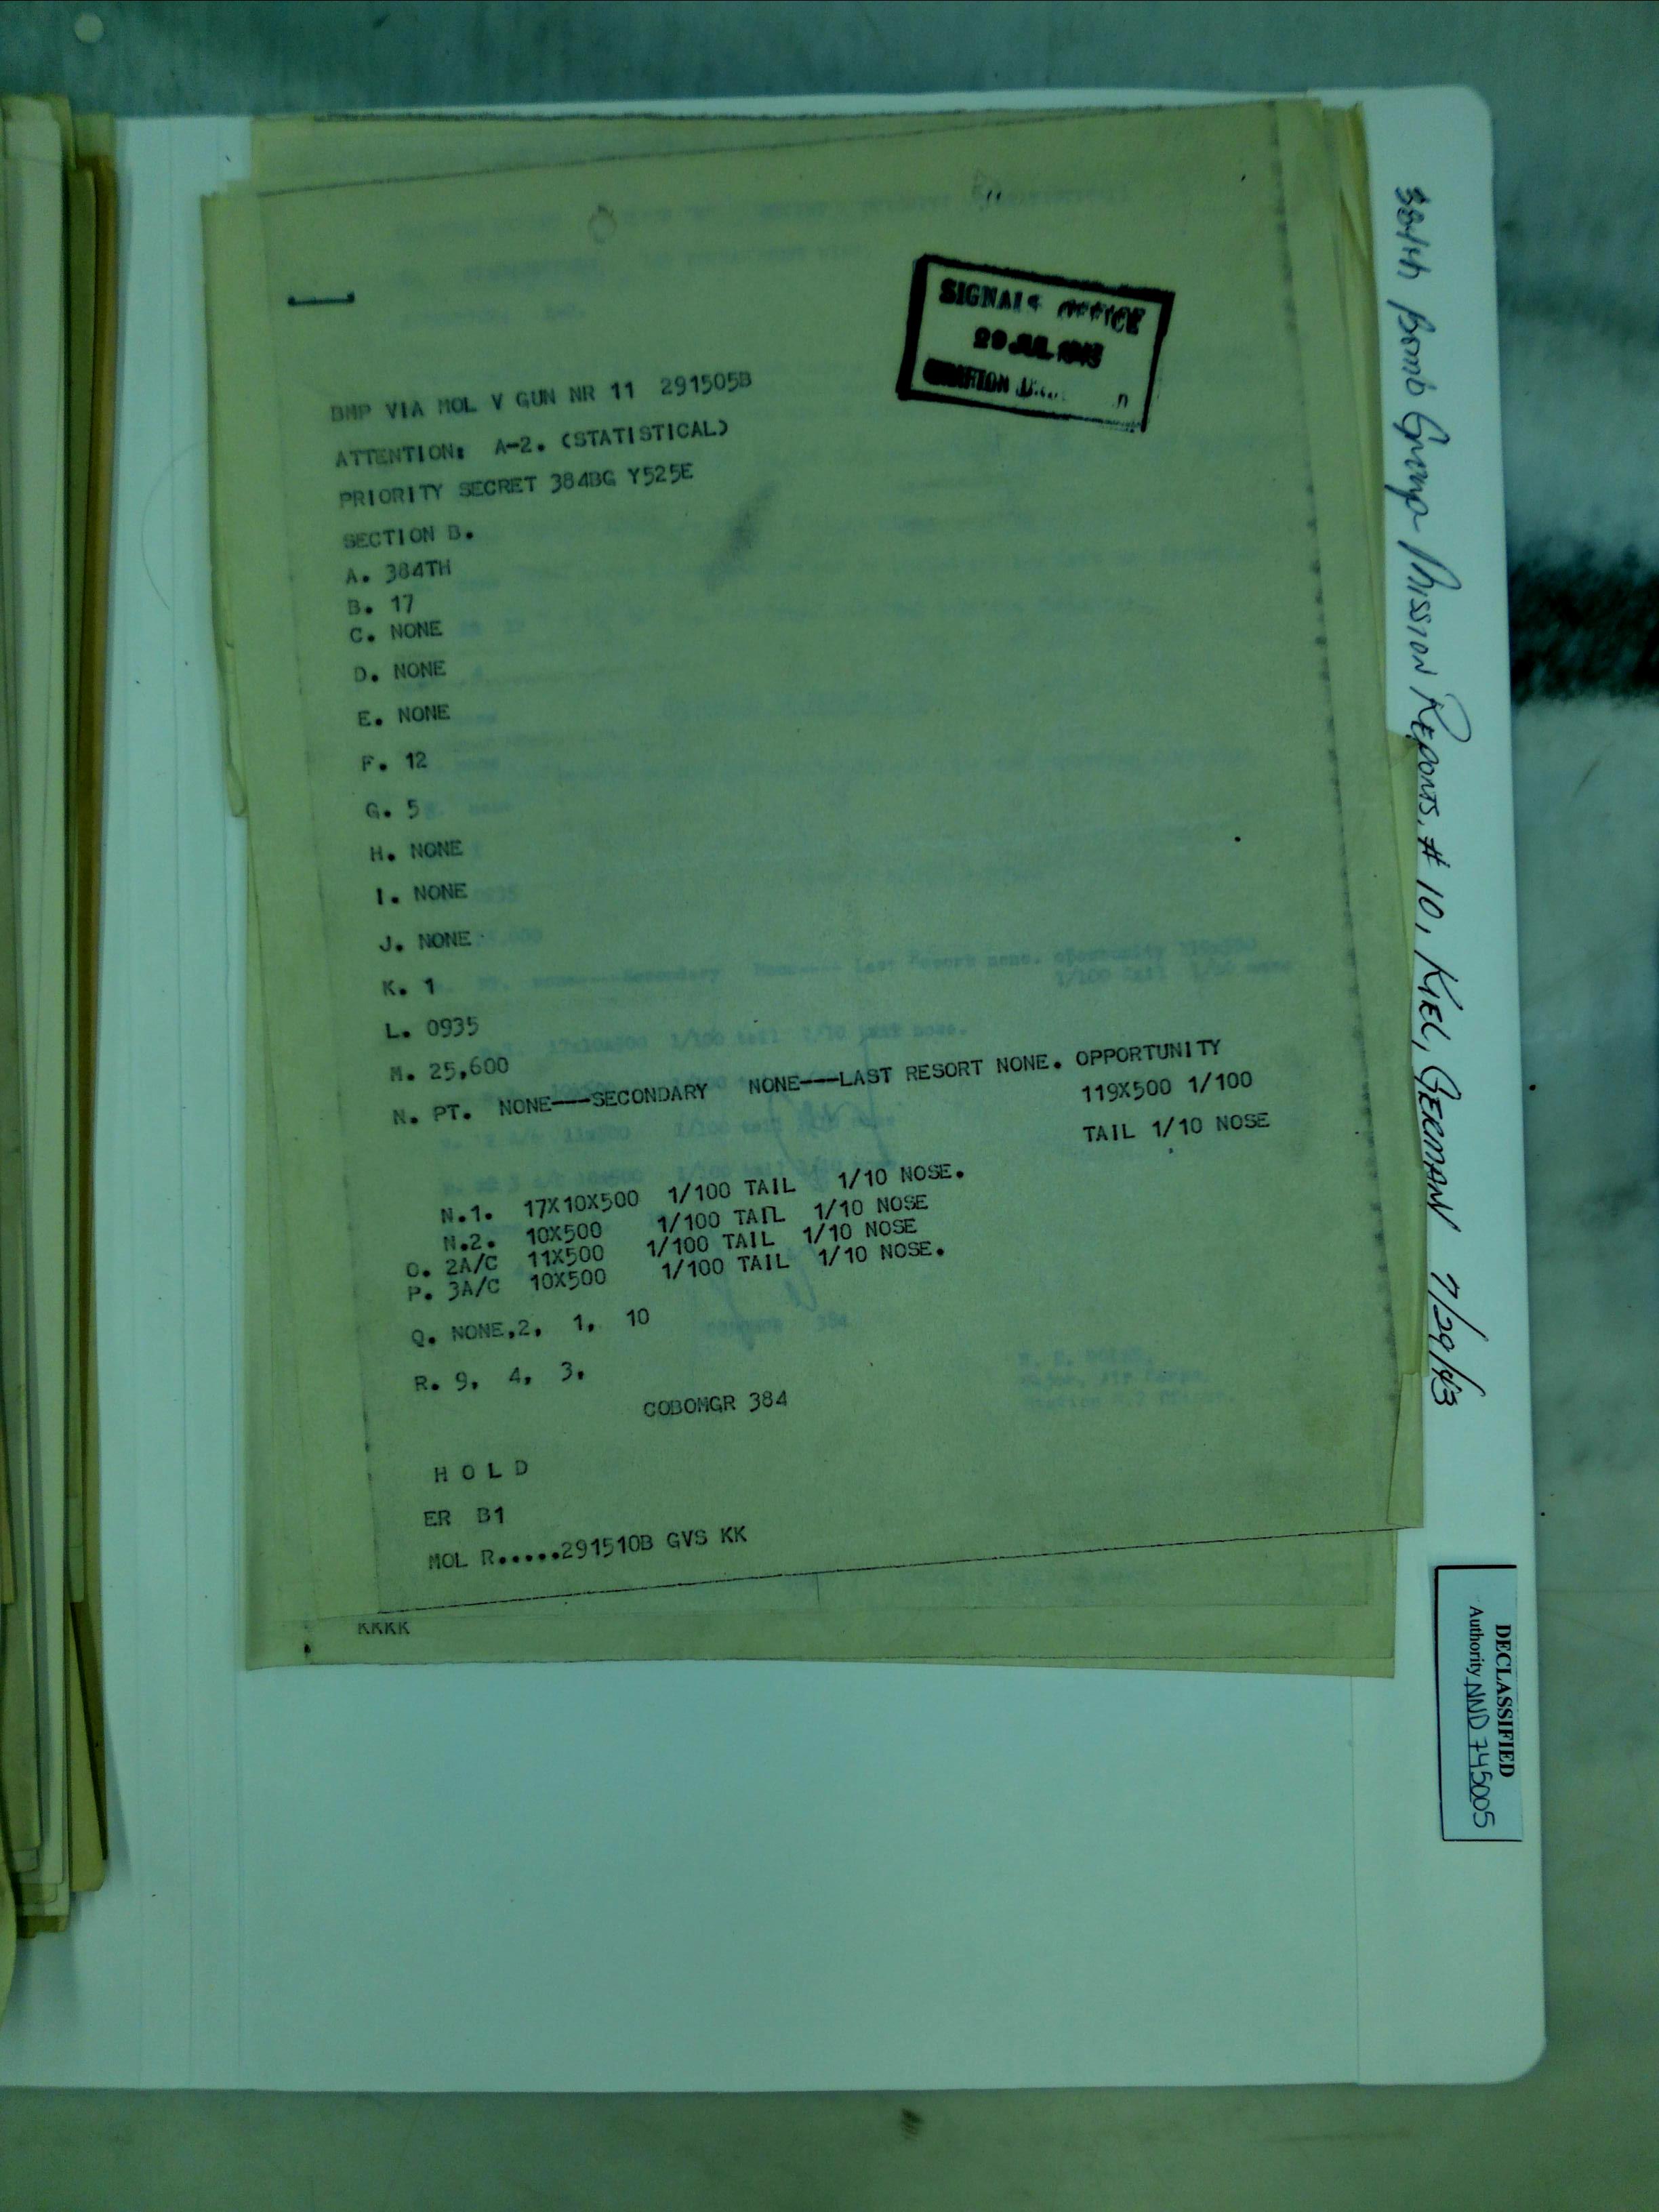 SIGNALS OFFICE
29 JUL 1943
GRAFTON
BMP VIA MOL V GUN NR 11 291505B
ATTENTION: A-2. (STATISTICAL)
PRIORITY SECRET 384BG Y525E
SECTION B.
A. 384TH
B. 17
C. NONE
D. NONE
E. NONE
F. 12
G. 5
H. NONE
I. NONE
J. NONE
K. 1
L. 0935
M. 25,600
N. PT. NONE---SECONDARY NONE---LAST RESORT NONE. OPPORTUNITY
119X500 1/100
TAIL 1/10 NOSE
N.1. 17X10X500 1/100 TAIL 1/10 NOSE.
N.2. 10X500 1/100 TAIL 1/10 NOSE
O. 2A/C 11X500 1/100 TAIL 1/10 NOSE
P. 3A/C 10X500 1/100 TAIL 1/10 NOSE.
Q. NONE,2, 1, 10
R. 9, 4, 3,
COBOMGR 384
H O L D
ER B1
MOL R.....291510B GVS KK
KKKK
384th Bomb Group Mission Reports, # 10, Kiel, German 7/29/43
DECLASSIFIED
Authority NND 745005